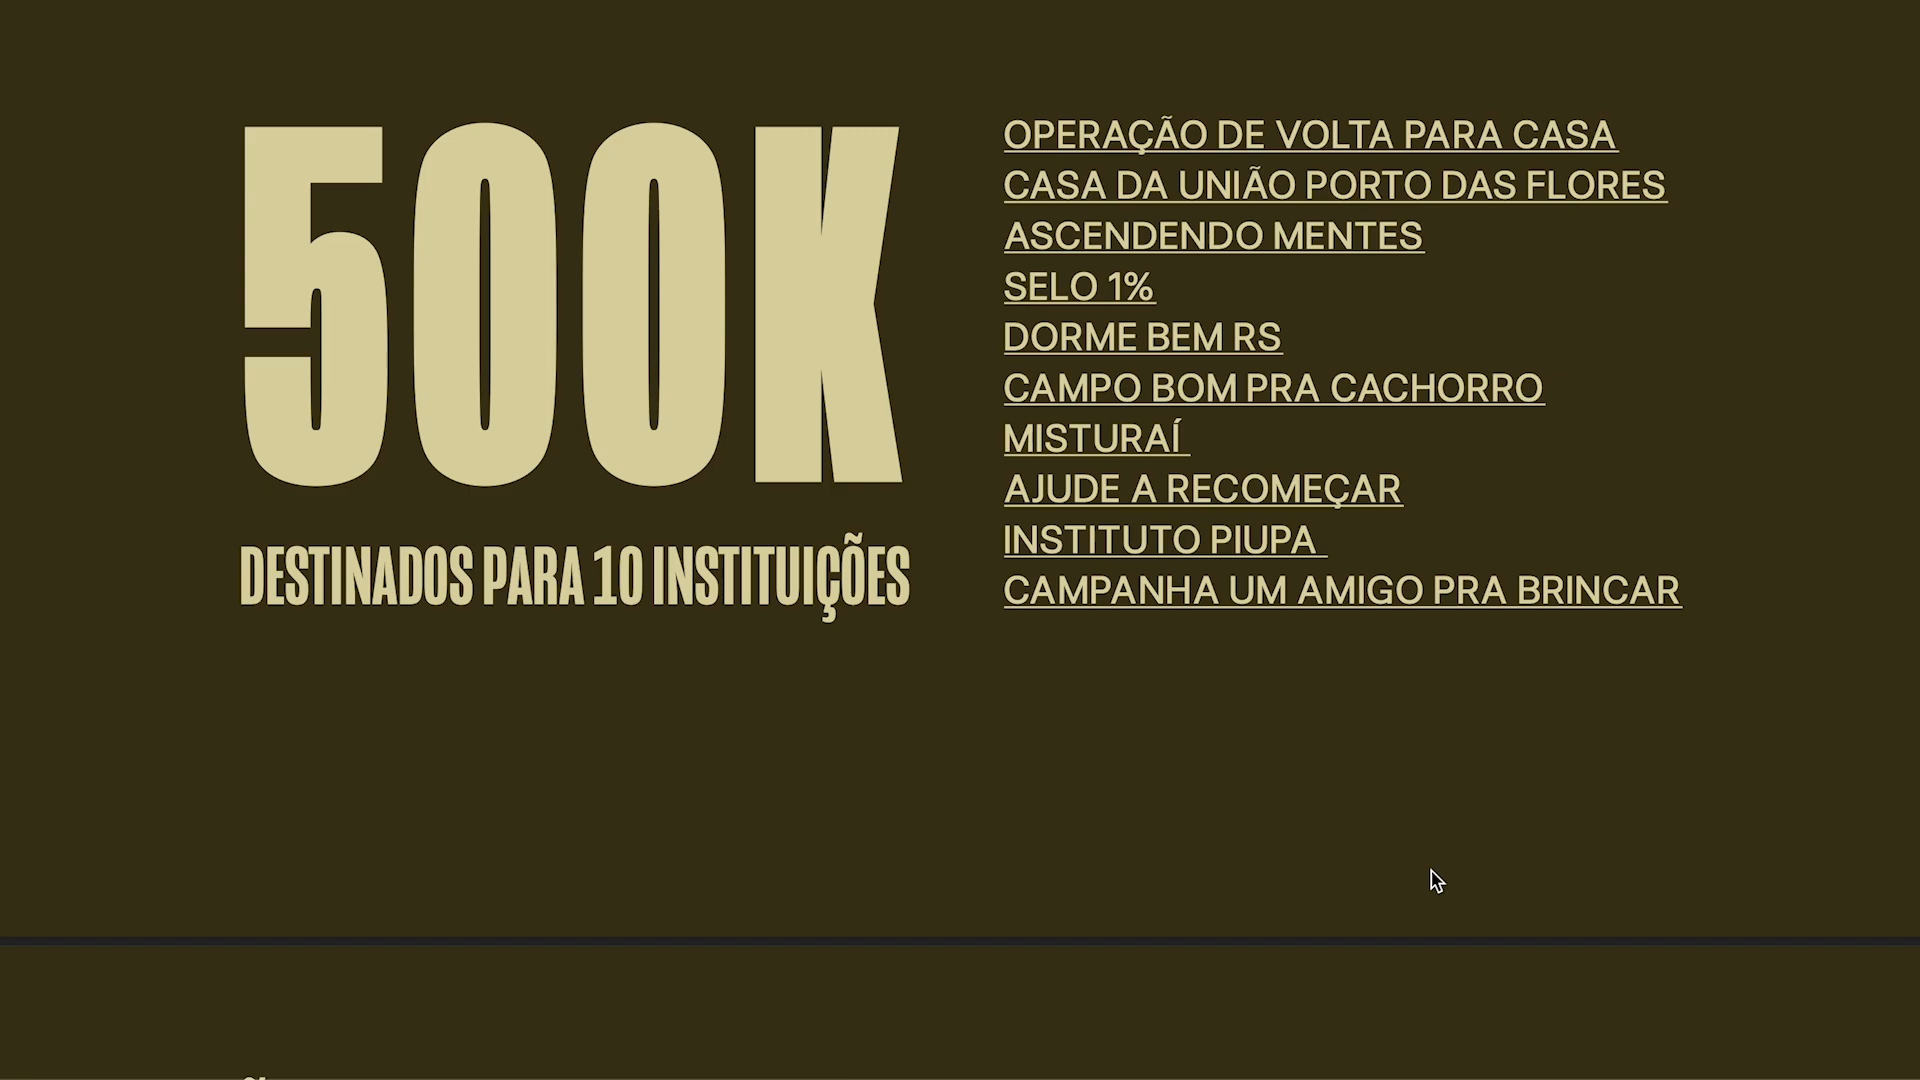 500K
DESTINADOS PARA 10 INSTITUIÇÕES
OPERAÇÃO DE VOLTA PARA CASA
CASA DA UNIÃO PORTO DAS FLORES
ASCENDENDO MENTES
SELO 1%
DORME BEM RS
CAMPO BOM PRA CACHORRO
MISTURAÍ
AJUDE A RECOMEÇAR
INSTITUTO PIUPA
CAMPANHA UM AMIGO PRA BRINCAR